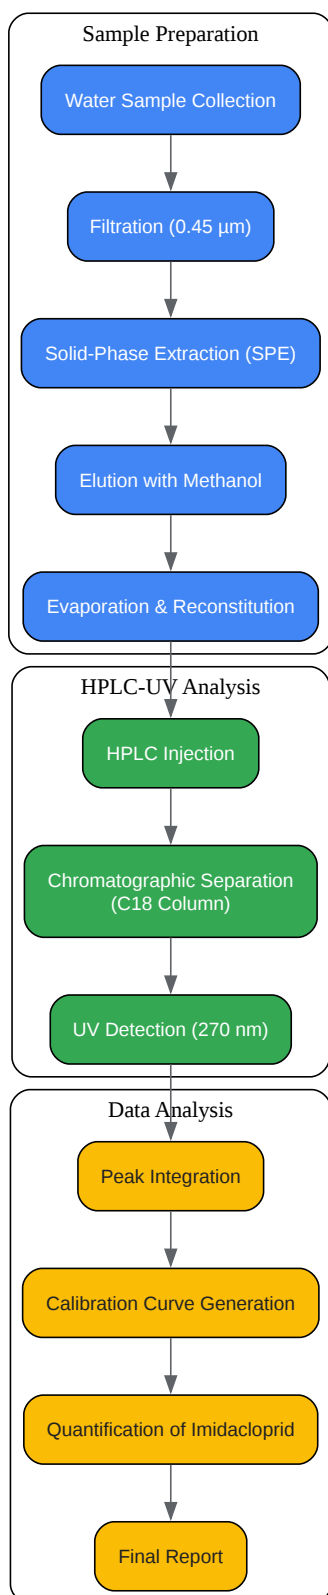 Sample Preparation
Water Sample Collection
Filtration (0.45 µm)
Solid-Phase Extraction (SPE)
Elution with Methanol
Evaporation & Reconstitution
HPLC-UV Analysis
HPLC Injection
Chromatographic Separation
(C18 Column)
UV Detection (270 nm)
Data Analysis
Peak Integration
Calibration Curve Generation
Quantification of Imidacloprid
Final Report